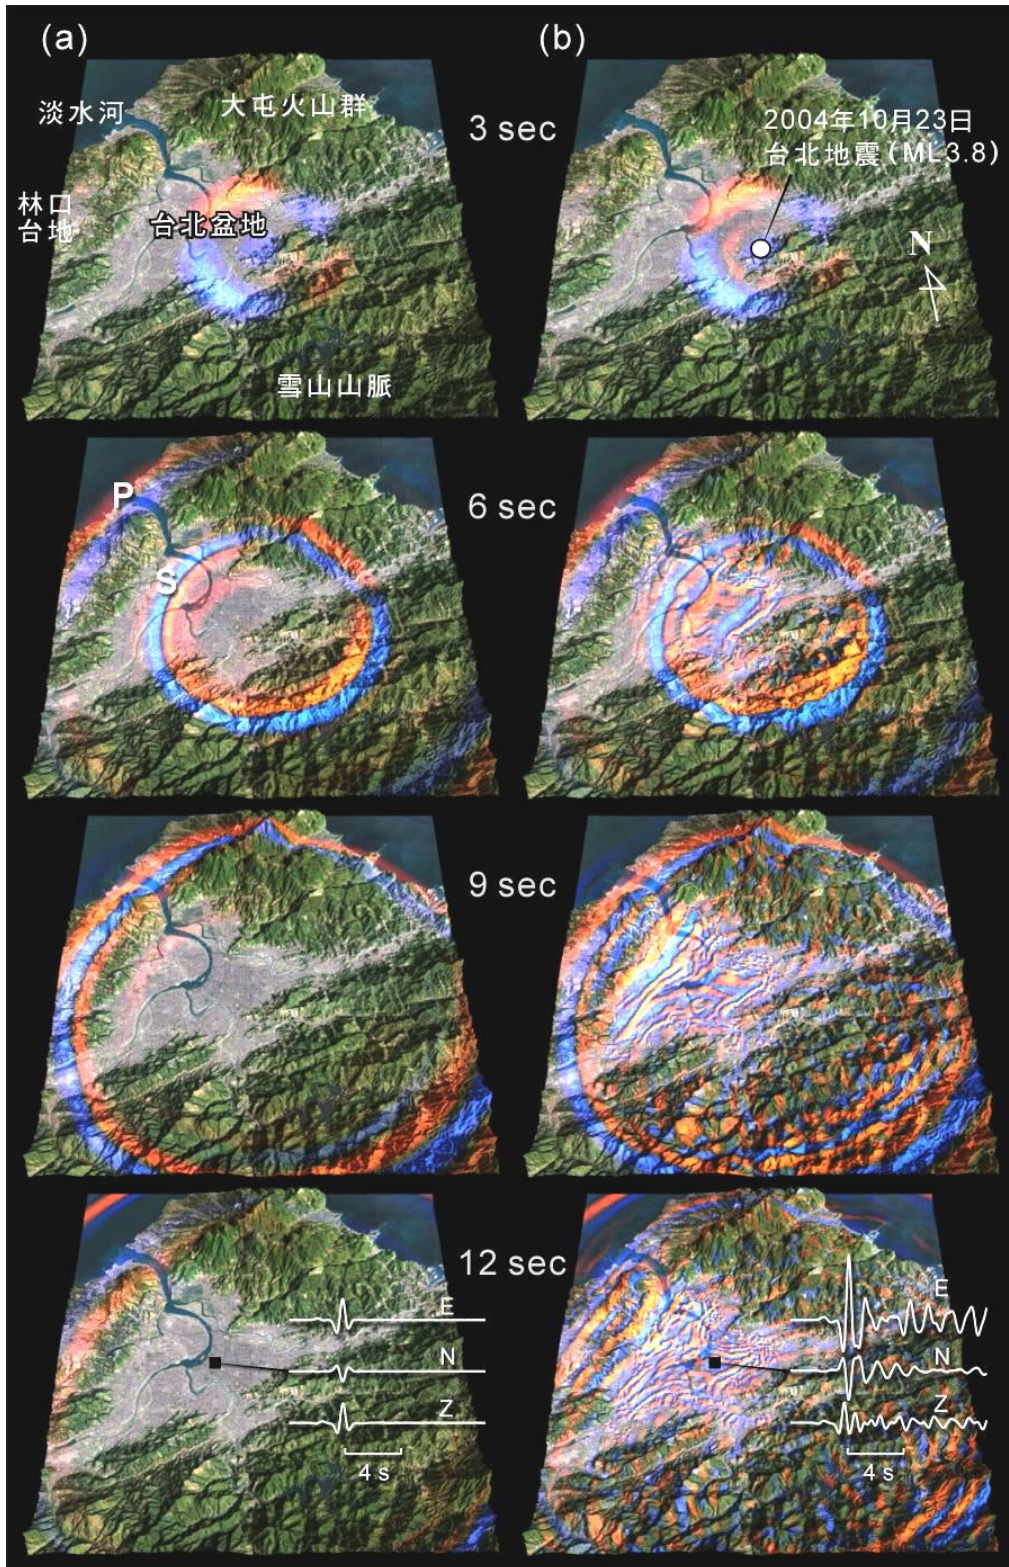 (a)
(b)
淡水河
大屯火山群
3 sec
2004年10月23日
台北地震(ML3.8)
林口
台地
台北盆地
N
雪山山脈
P
S
6 sec
9 sec
12 sec
E
N
Z
4 s
E
N
Z
4 s